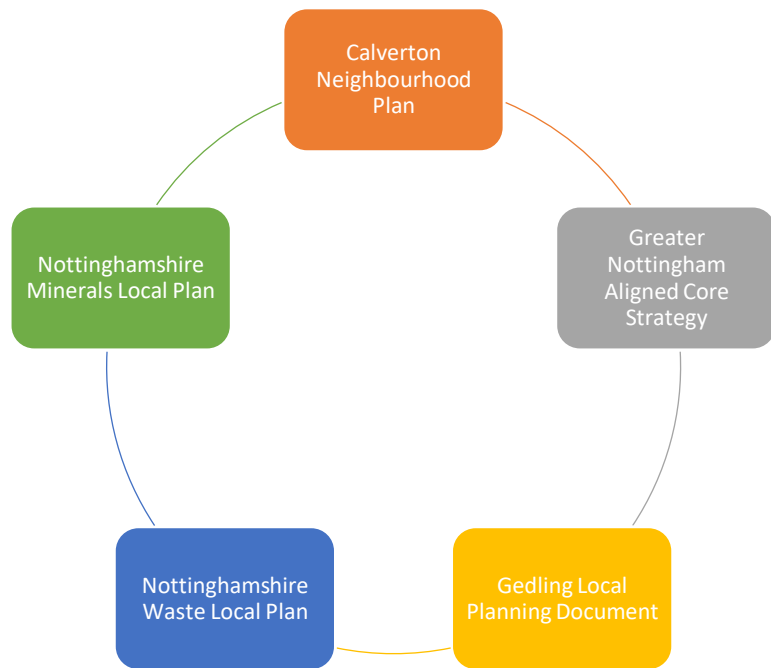 Calverton
Neighbourhood
Plan
Greater
Nottingham
Aligned Core
Strategy
Gedling Local
Planning Document
Nottinghamshire
Waste Local Plan
Nottinghamshire
Minerals Local Plan